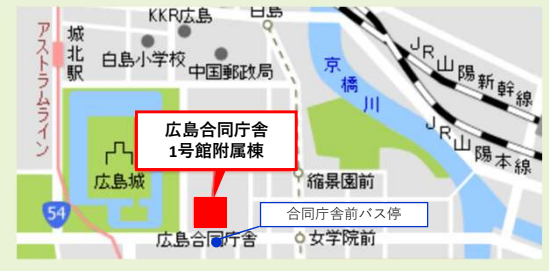 KKR広島
白島
アストラムライン
城北駅
白島小学校
中国郵政局
京橋川
JR山陽新幹線
JR山陽本線
広島合同庁舎
1号館附属棟
広島城
縮景園前
54
合同庁舎前バス停
広島合同庁舎
女学院前